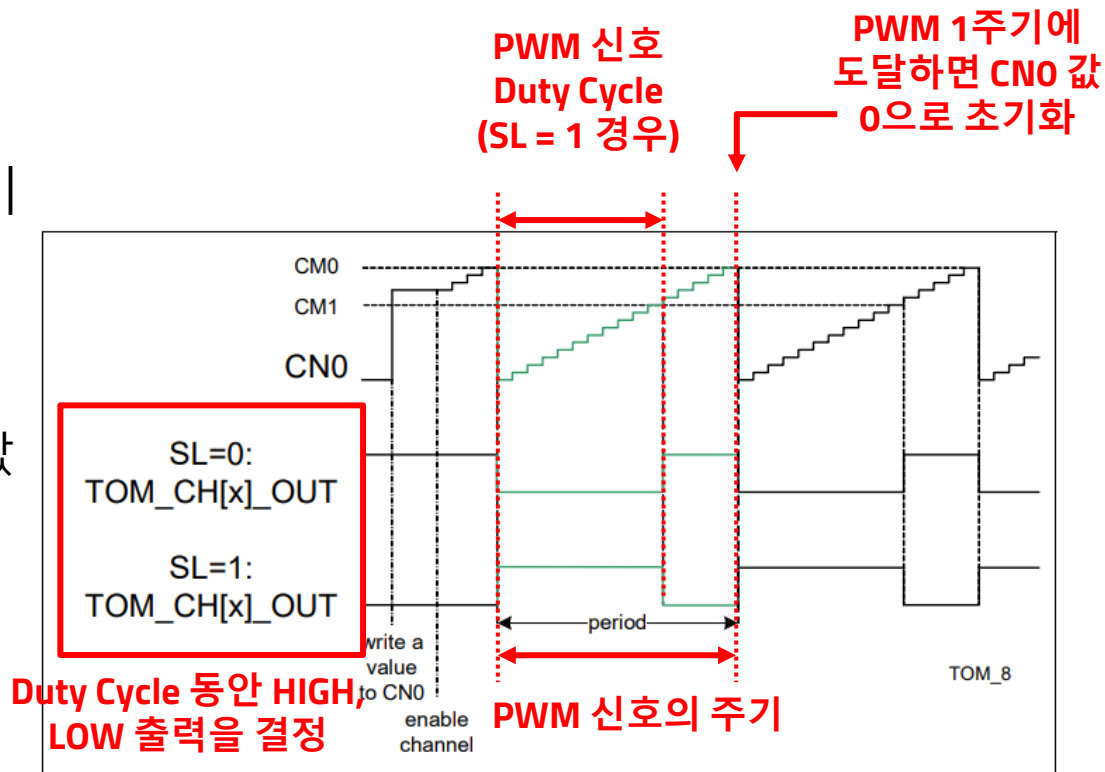 PWM 신호
Duty Cycle
(SL = 1 경우)
PWM 1주기에
도달하면 CN0 값
0으로 초기화
CM0
CM1
CN0
SL=0:
TOM_CH[x]_OUT
SL=1:
TOM_CH[x]_OUT
write a
value
to CN0
enable
channel
period
TOM_8
Duty Cycle 동안 HIGH,
LOW 출력을 결정
PWM 신호의 주기